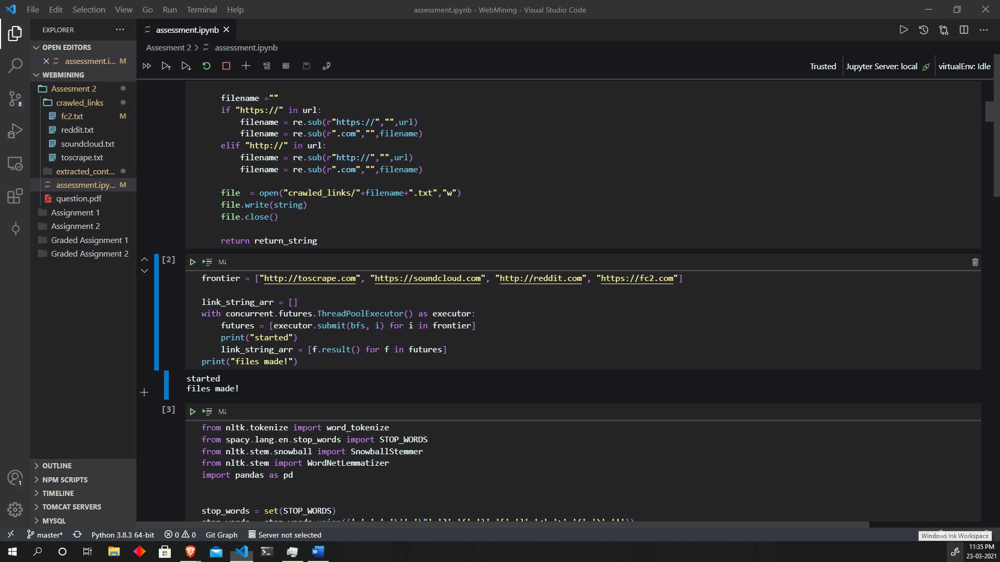 File Edit Selection View Go Run Terminal Help
assessment.ipynb - WebMining - Visual Studio Code
EXPLORER
OPEN EDITORS
assessment.i... M
WEBMINING
Assesment 2
crawled_links
fc2.txt M
reddit.txt
soundcloud.txt
toscrape.txt
extracted_cont...
assessment.ipy... M
question.pdf
Assignment 1
Assignment 2
Graded Assignment 1
Graded Assignment 2
OUTLINE
NPM SCRIPTS
TIMELINE
TOMCAT SERVERS
MYSQL
8
1
assessment.ipynb
Assesment 2 > assessment.ipynb
Trusted
Jupyter Server: local
virtualEnv: Idle
filename =""
if "https://" in url:
filename = re.sub(r"https://","",url)
filename = re.sub(r".com","",filename)
elif "http://" in url:
filename = re.sub(r"http://","",url)
filename = re.sub(r".com","",filename)
file = open("crawled_links/"+filename+".txt","w")
file.write(string)
file.close()
return return_string
[2]
M↓
frontier = ["http://toscrape.com", "https://soundcloud.com", "http://reddit.com", "https://fc2.com"]
link_string_arr = []
with concurrent.futures.ThreadPoolExecutor() as executor:
futures = [executor.submit(bfs, i) for i in frontier]
print("started")
link_string_arr = [f.result() for f in futures]
print("files made!")
started
files made!
[3]
M↓
from nltk.tokenize import word_tokenize
from spacy.lang.en.stop_words import STOP_WORDS
from nltk.stem.snowball import SnowballStemmer
from nltk.stem import WordNetLemmatizer
import pandas as pd
stop_words = set(STOP_WORDS)
master* Python 3.8.3 64-bit 0 0 Git Graph Server not selected
Windows Ink Workspace
11:35 PM
23-03-2021